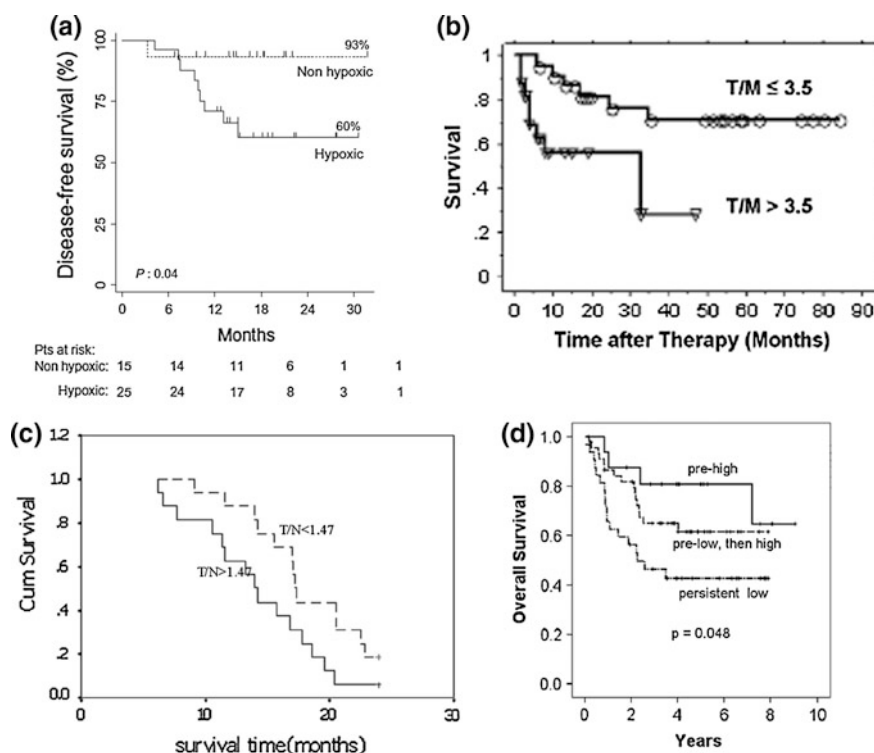 (a)
Disease-free survival (%)
100
75
50
25
0
93%
Non hypoxic
60%
Hypoxic
P : 0.04
0 6 12 18 24 30
Months
Pts at risk:
Non hypoxic: 15 14 11 6 1 1
Hypoxic: 25 24 17 8 3 1
(b)
Survival
1
.8
.6
.4
.2
0
T/M ≤ 3.5
T/M > 3.5
0 10 20 30 40 50 60 70 80 90
Time after Therapy (Months)
(c)
Cum Survival
1.2
1.0
.8
.6
.4
.2
0.0
T/N<1.47
T/N>1.47
0 10 20 30
survival time(months)
(d)
Overall Survival
1.0
0.8
0.6
0.4
0.2
0.0
pre-high
pre-low, then high
persistent low
p = 0.048
0 2 4 6 8 10
Years